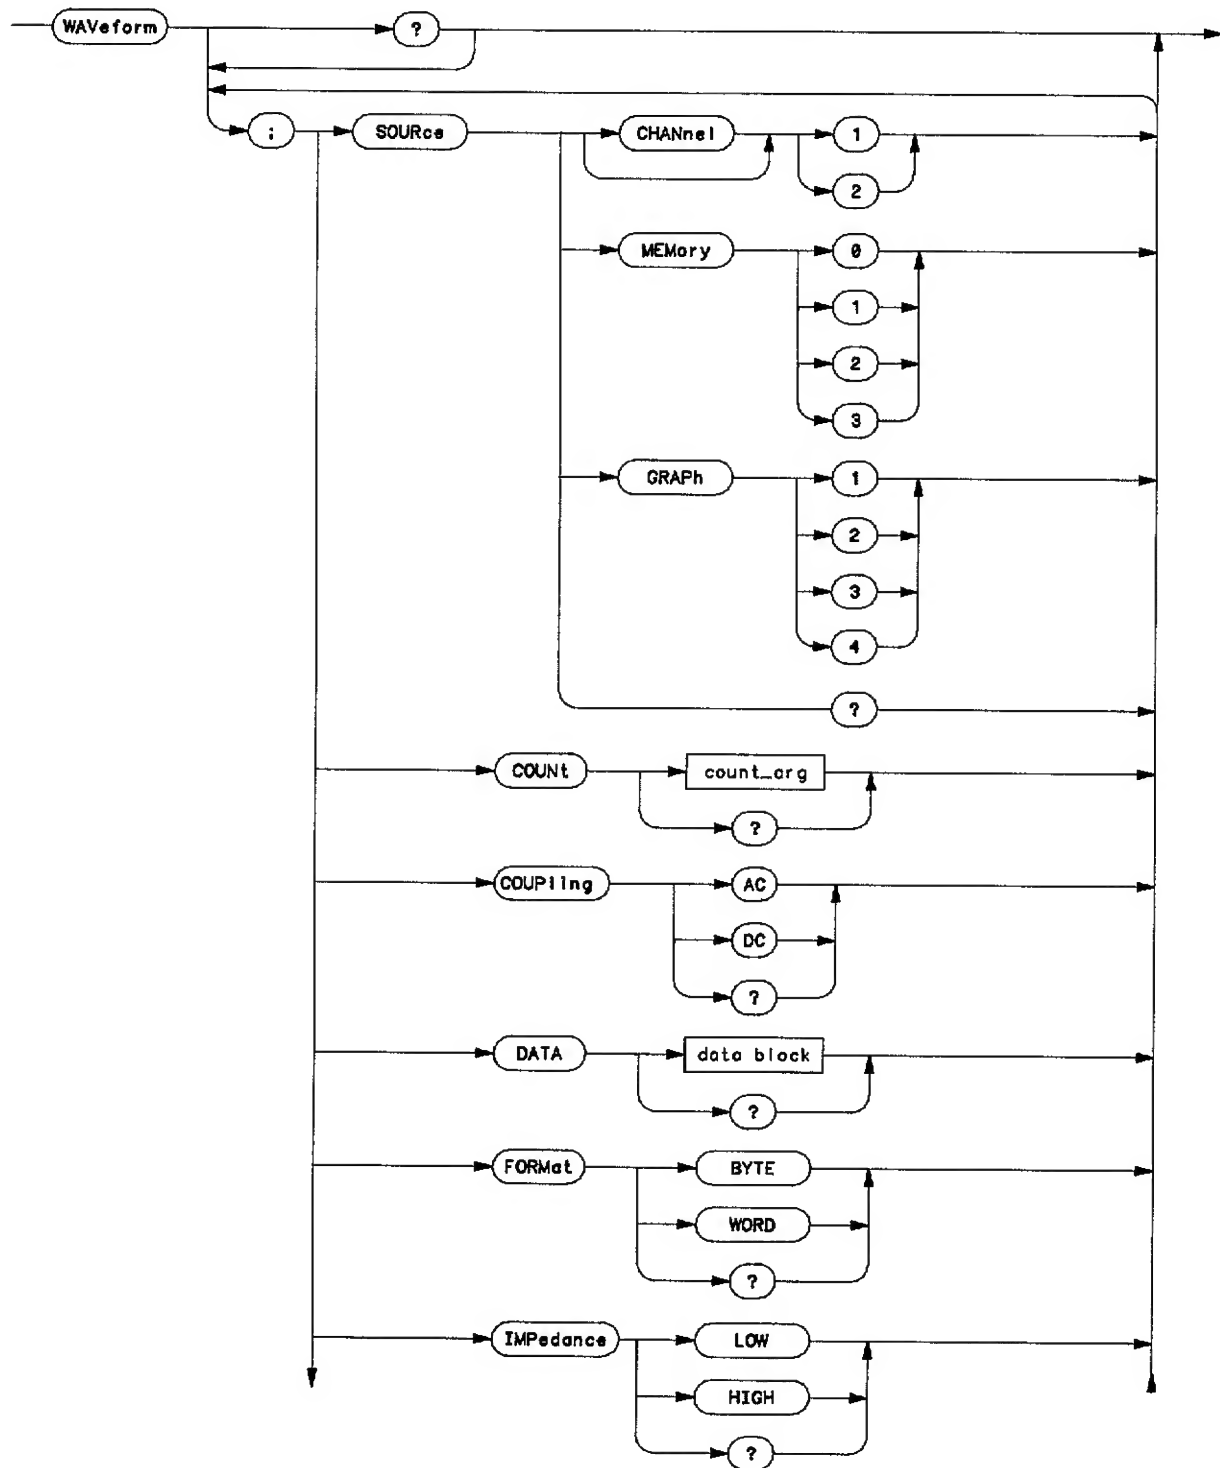 WAVeform ?
; SOURce CHANnel 1
2
MEMory 0
1
2
3
GRAPh 1
2
3
4
?
COUNt count_arg
?
COUPling AC
DC
?
DATA data block
?
FORMat BYTE
WORD
?
IMPedance LOW
HIGH
?